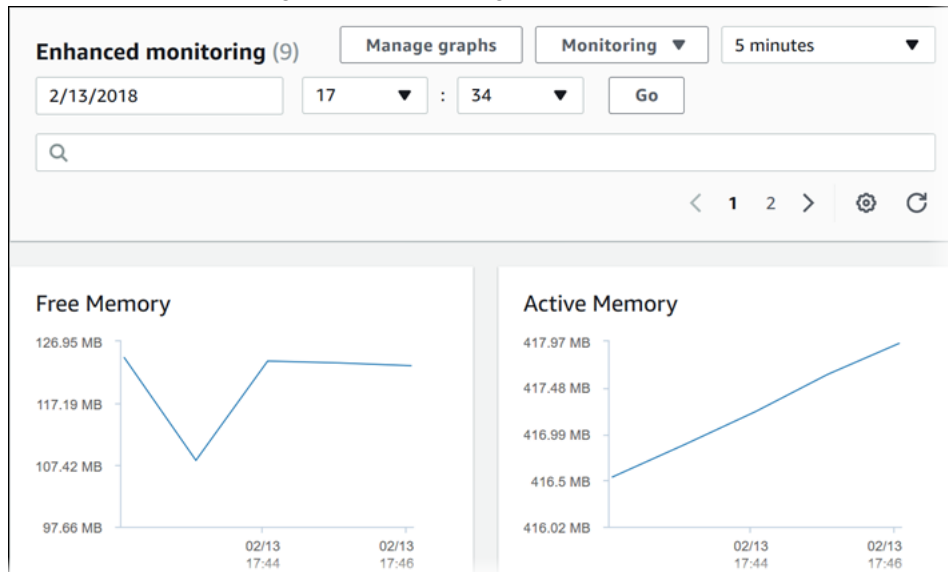 Enhanced monitoring (9) Manage graphs Monitoring 5 minutes
2/13/2018 17 : 34 Go
1 2
Free Memory
126.95 MB
117.19 MB
107.42 MB
97.66 MB
02/13 02/13
17:44 17:46
Active Memory
417.97 MB
417.48 MB
416.99 MB
416.5 MB
416.02 MB
02/13 02/13
17:44 17:46